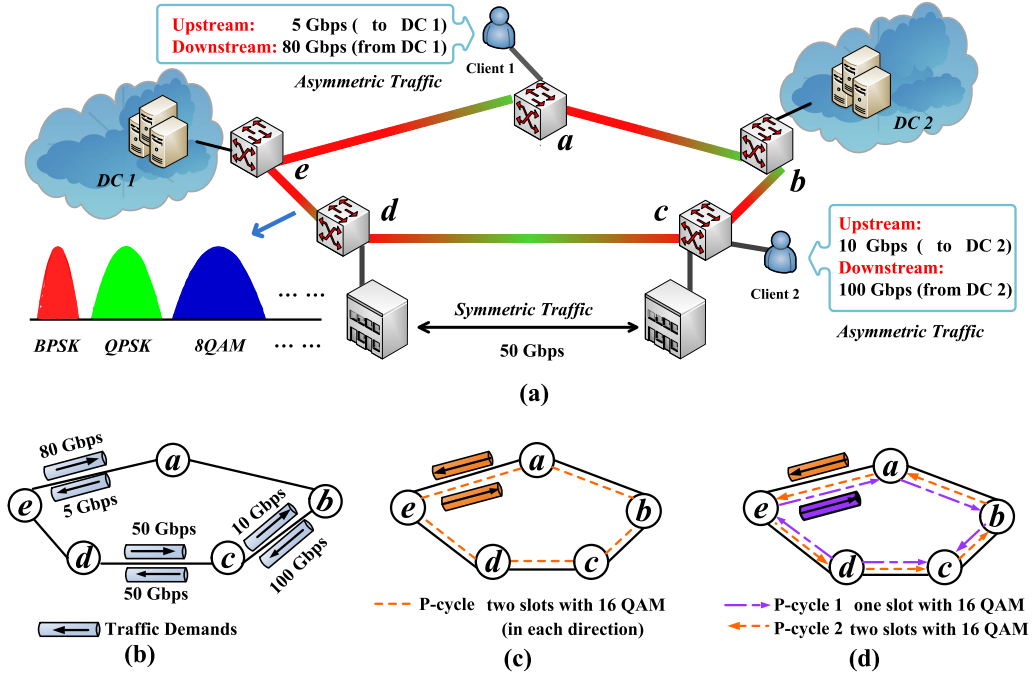 Upstream: 5 Gbps ( to DC 1)
Downstream: 80 Gbps (from DC 1)
Client 1
Asymmetric Traffic
a
DC 2
b
DC 1
e
d
c
Upstream:
10 Gbps ( to DC 2)
Downstream:
100 Gbps (from DC 2)
Client 2
Asymmetric Traffic
Symmetric Traffic
50 Gbps
... ...
BPSK QPSK 8QAM ... ...
(a)
80 Gbps
5 Gbps
a
e
b
d
c
50 Gbps
50 Gbps
10 Gbps
100 Gbps
Traffic Demands
(b)
a
e
b
d
c
P-cycle two slots with 16 QAM
(in each direction)
(c)
a
e
b
d
c
P-cycle 1 one slot with 16 QAM
P-cycle 2 two slots with 16 QAM
(d)